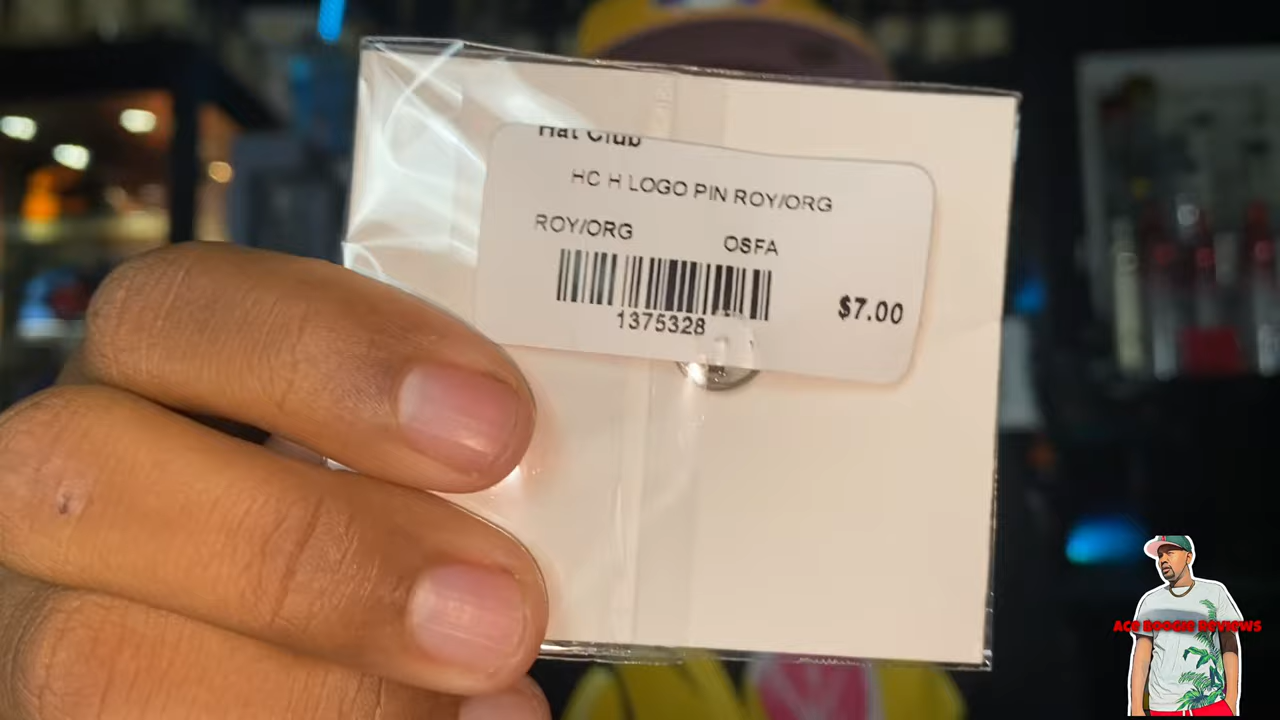 Hat Club
HC H LOGO PIN ROY/ORG
ROY/ORG OSFA
$7.00
1375328
ACE BOOGIE REVIEWS